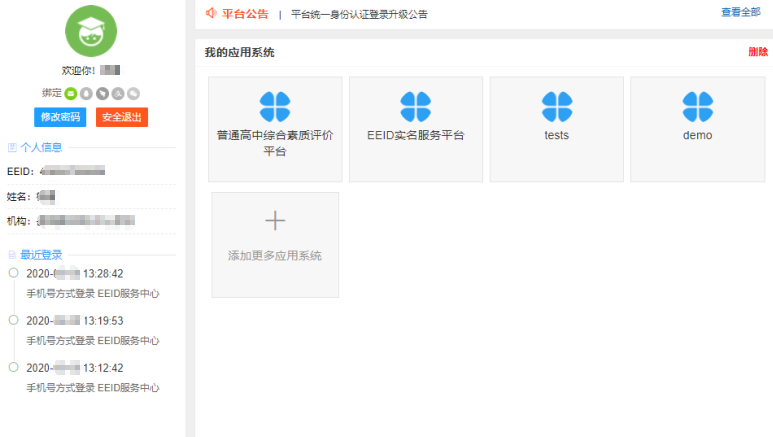 欢迎你!
绑定
修改密码 安全退出
个人信息
EEID:
姓名:
机构:
最近登录
2020- 13:28:42
手机号方式登录 EEID服务中心
2020- 13:19:53
手机号方式登录 EEID服务中心
2020- 13:12:42
手机号方式登录 EEID服务中心
平台公告 | 平台统一身份认证登录升级公告 查看全部
我的应用系统 删除
普通高中综合素质评价
平台
EEID实名服务平台
tests
demo
添加更多应用系统